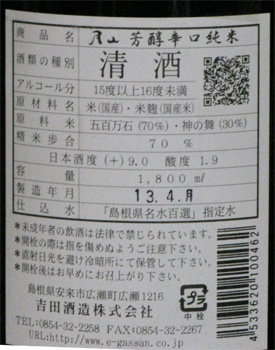 商品名 月山 芳醇辛口純米
酒類の種別 清酒
アルコール分 15度以上16度未満
原材料名 米(国産)・米麹(国産米)
原料米 五百万石(70%)・神の舞(30%)
精米歩合 70%
日本酒度(+)9.0 酸度1.9
容量 1,800ml
製造年月 13.4月
仕込水 「島根県名水百選」指定水
*未成年者の飲酒は法律で禁じられています。
*開栓の際は指を傷めぬようご注意下さい。
*直射日光を避け冷暗所にて保管して下さい。
*開栓後はお早めにお召上がり下さい。
島根県安来市広瀬町広瀬1216
吉田酒造株式会社
TEL:0854-32-2258 FAX:0854-32-2267
URL:http://www.e-gassan.co.jp
プラ
中栓
4533620100462